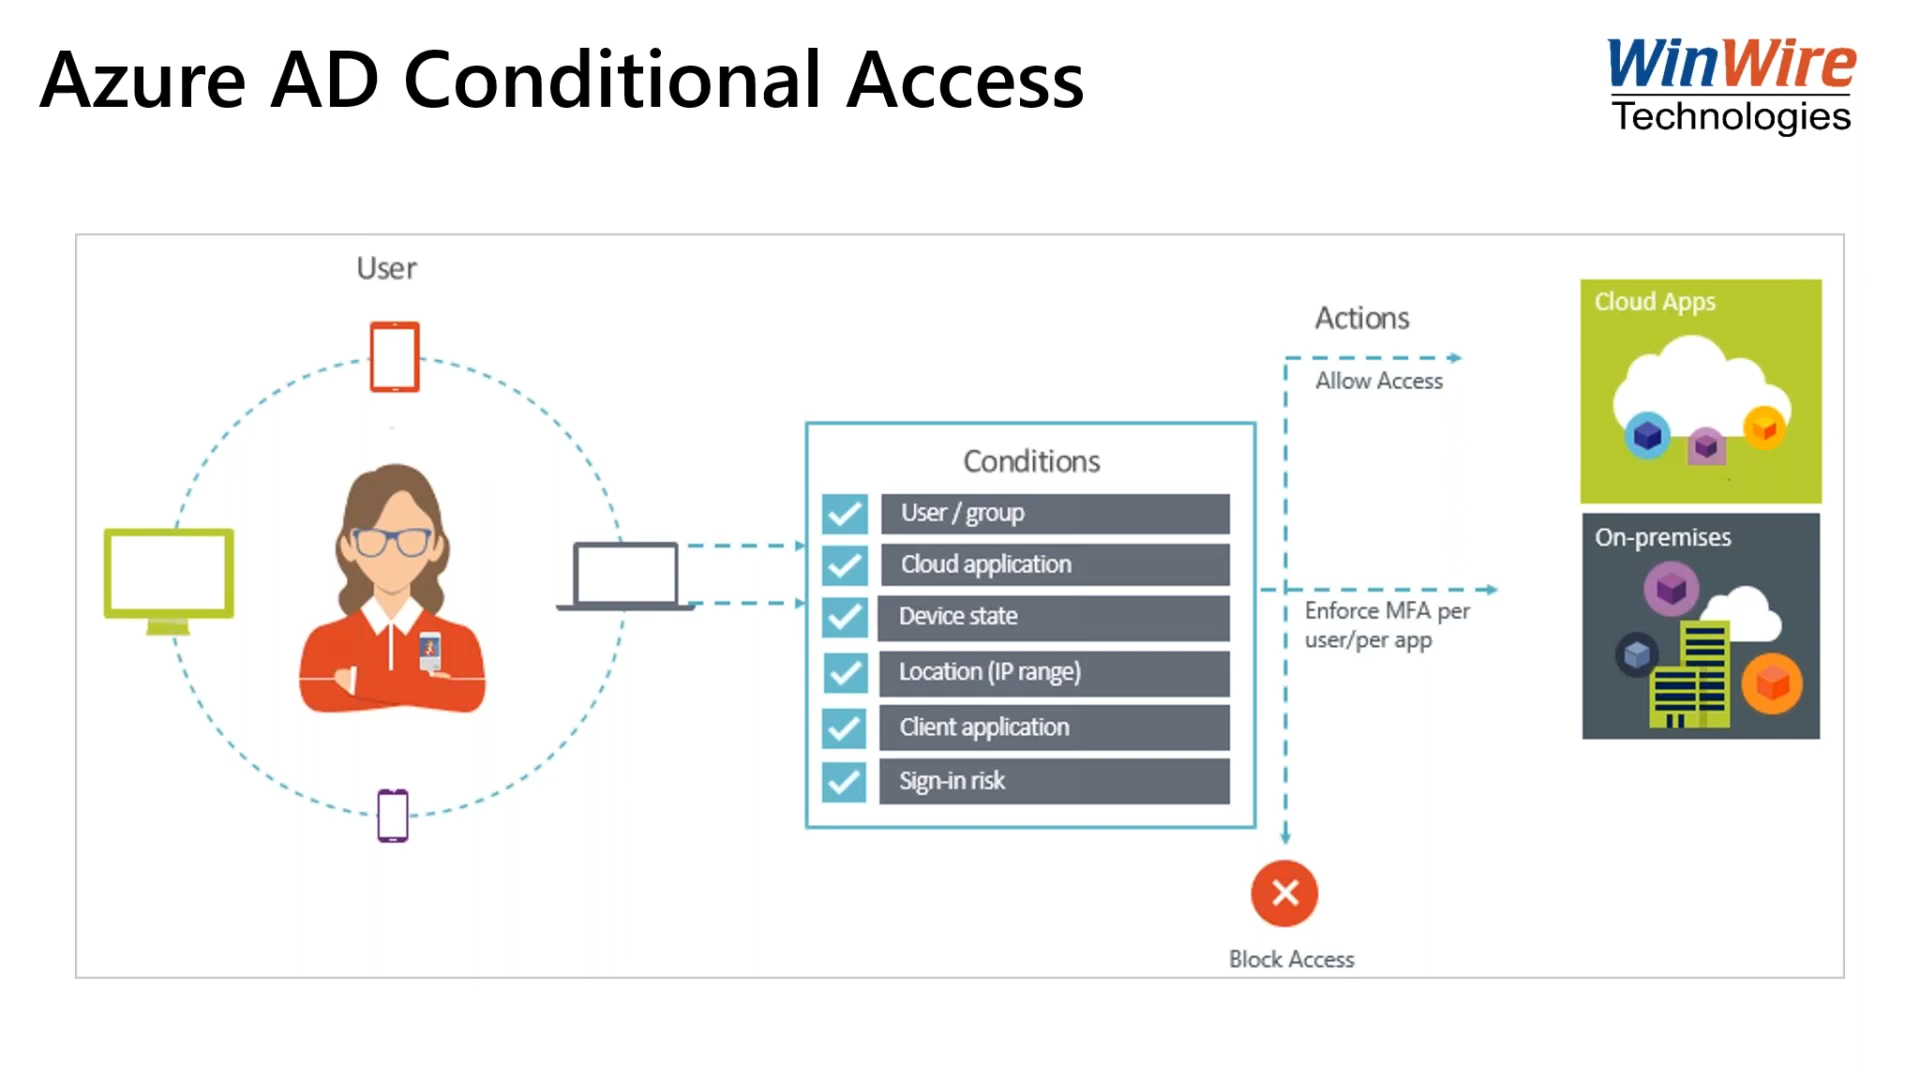 Azure AD Conditional Access
WinWire
Technologies
User
Conditions
User / group
Cloud application
Device state
Location (IP range)
Client application
Sign-in risk
Actions
Allow Access
Enforce MFA per
user/per app
Block Access
Cloud Apps
On-premises